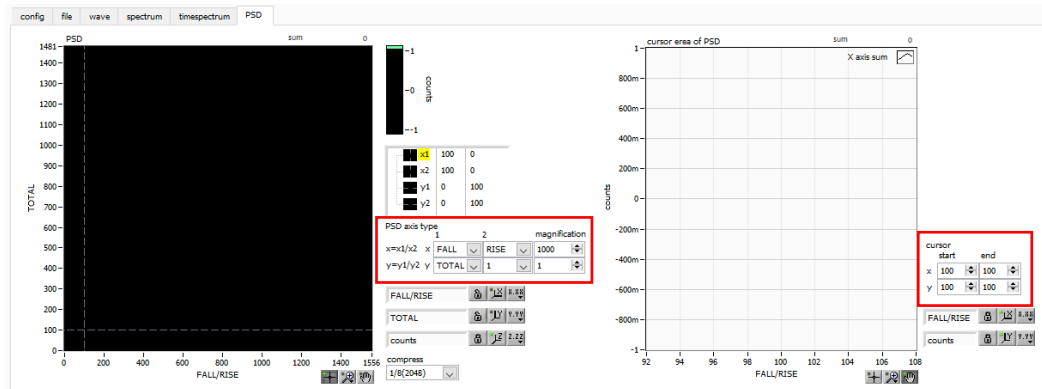 config file wave spectrum timespectrum PSD
PSD sum 0
1481
1400
1300
1200
1100
1000
900
800
700
600
500
400
300
200
100
0
TOTAL
0 200 400 600 800 1000 1200 1400 1556
FALL/RISE
1
0
-1
counts
x1 100 0
x2 100 0
y1 0 100
y2 0 100
PSD axis type
1 2 magnification
x=x1/x2 x FALL RISE 1000
y=y1/y2 y TOTAL 1 1
FALL/RISE X X.XX
TOTAL Y Y.YY
counts Z Z.ZZ
compress
1/8(2048)
cursor erea of PSD sum 0
X axis sum
1
800m
600m
400m
200m
0
-200m
-400m
-600m
-800m
-1
counts
92 94 96 98 100 102 104 106 108
FALL/RISE
cursor
start end
x 100 100
y 100 100
FALL/RISE X X.XX
counts Y Y.YY